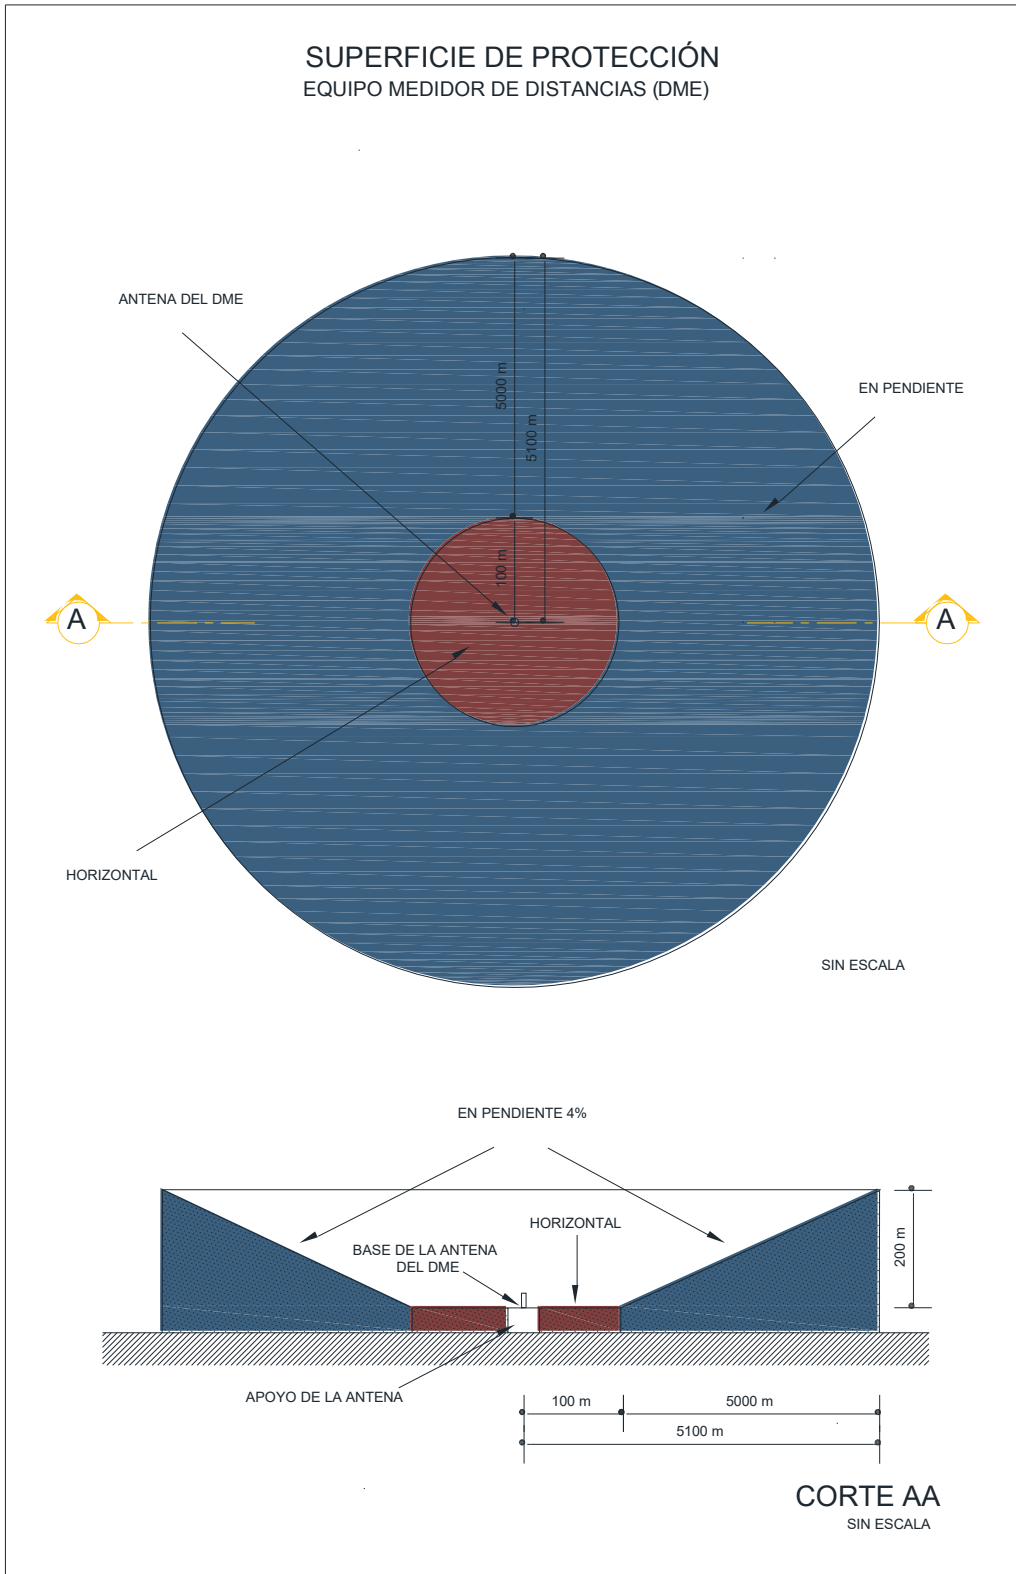 SUPERFICIE DE PROTECCIÓN
EQUIPO MEDIDOR DE DISTANCIAS (DME)
ANTENA DEL DME
EN PENDIENTE
5000 m
5100 m
100 m
A
A
HORIZONTAL
SIN ESCALA
EN PENDIENTE 4%
HORIZONTAL
BASE DE LA ANTENA
DEL DME
200 m
APOYO DE LA ANTENA
100 m
5000 m
5100 m
CORTE AA
SIN ESCALA